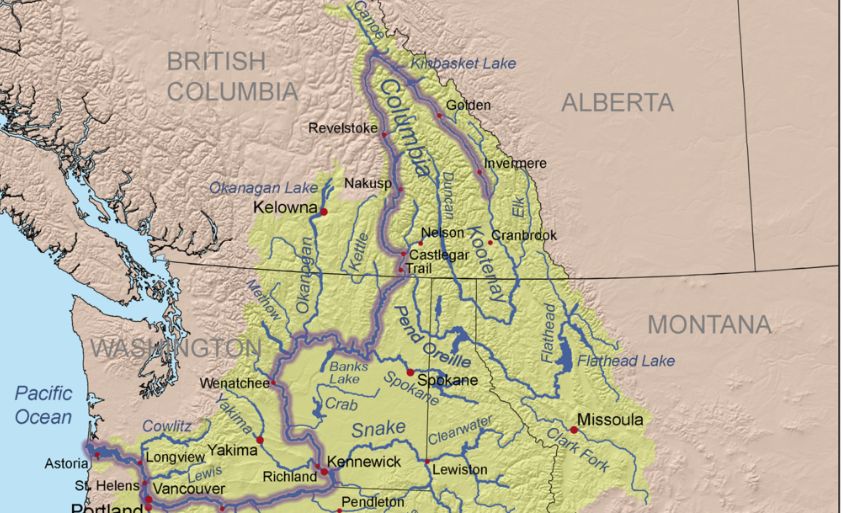 Canoe
Kinbasket Lake
BRITISH
COLUMBIA
ALBERTA
Golden
Columbia
Revelstoke
Invermere
Nakusp
Okanagan Lake
Kelowna
Duncan
Elk
Nelson
Cranbrook
Kettle
Kootenay
Castlegar
Trail
Okanogan
Methow
Pend Oreille
Flathead
MONTANA
WASHINGTON
Flathead Lake
Banks
Lake
Wenatchee
Spokane
Spokane
Pacific
Ocean
Crab
Yakima
Cowlitz
Snake
Clearwater
Missoula
Yakima
Clark Fork
Astoria
Longview
Lewis
Richland
Kennewick
Lewiston
St. Helens
Vancouver
Pendleton
Portland